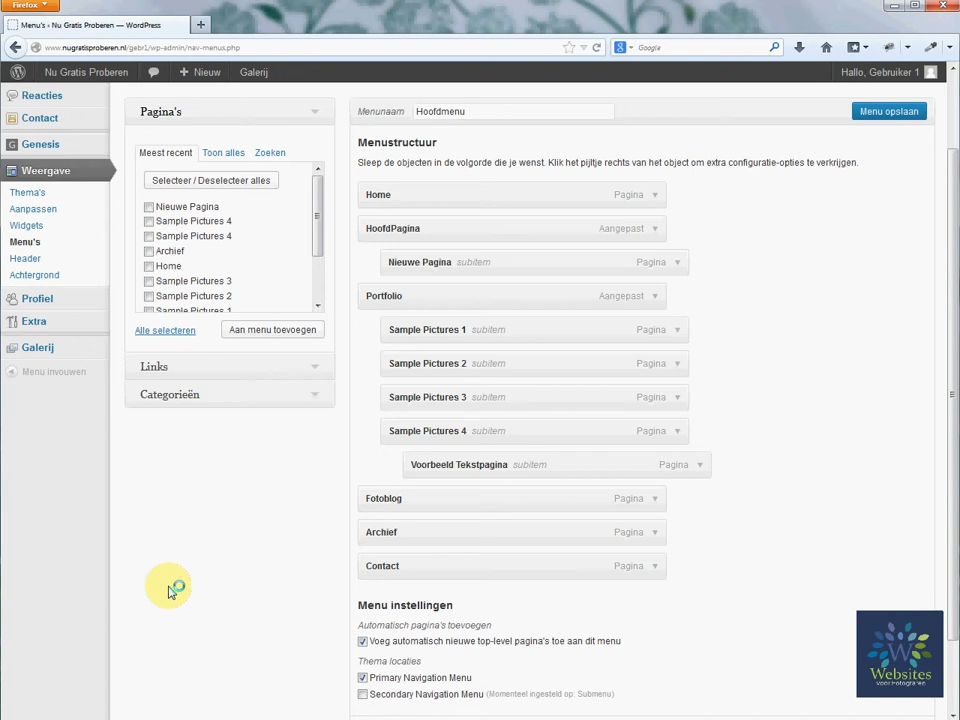 Firefox
Menu's ‹ Nu Gratis Proberen — WordPress
www.nugratisproberen.nl/gebr1/wp-admin/nav-menus.php
Google
Nu Gratis Proberen
Nieuw
Galerij
Hallo, Gebruiker 1
Reacties
Contact
Genesis
Weergave
Thema's
Aanpassen
Widgets
Menu's
Header
Achtergrond
Profiel
Extra
Galerij
Menu invouwen
Pagina's
Meest recent
Toon alles
Zoeken
Selecteer / Deselecteer alles
Nieuwe Pagina
Sample Pictures 4
Sample Pictures 4
Archief
Home
Sample Pictures 3
Sample Pictures 2
Sample Pictures 1
Alle selecteren
Aan menu toevoegen
Links
Categorieën
Menunaam
Hoofdmenu
Menu opslaan
Menustructuur
Sleep de objecten in de volgorde die je wenst. Klik het pijltje rechts van het object om extra configuratie-opties te verkrijgen.
Home Pagina
HoofdPagina Aangepast
Nieuwe Pagina subitem Pagina
Portfolio Aangepast
Sample Pictures 1 subitem Pagina
Sample Pictures 2 subitem Pagina
Sample Pictures 3 subitem Pagina
Sample Pictures 4 subitem Pagina
Voorbeeld Tekstpagina subitem Pagina
Fotoblog Pagina
Archief Pagina
Contact Pagina
Menu instellingen
Automatisch pagina's toevoegen
Voeg automatisch nieuwe top-level pagina's toe aan dit menu
Thema locaties
Primary Navigation Menu
Secondary Navigation Menu (Momenteel ingesteld op: Submenu)
W
Websites
voor Fotografen